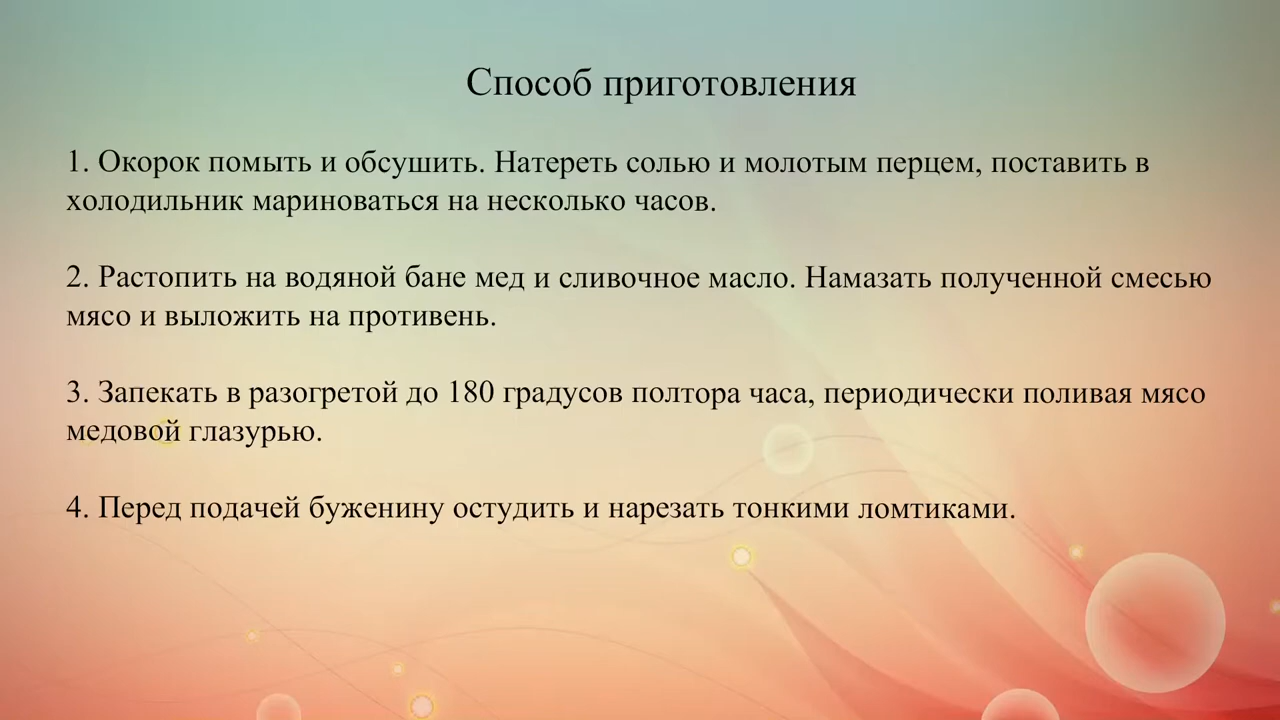 Способ приготовления
1. Окорок помыть и обсушить. Натереть солью и молотым перцем, поставить в
холодильник мариноваться на несколько часов.
2. Растопить на водяной бане мед и сливочное масло. Намазать полученной смесью
мясо и выложить на противень.
3. Запекать в разогретой до 180 градусов полтора часа, периодически поливая мясо
медовой глазурью.
4. Перед подачей буженину остудить и нарезать тонкими ломтиками.